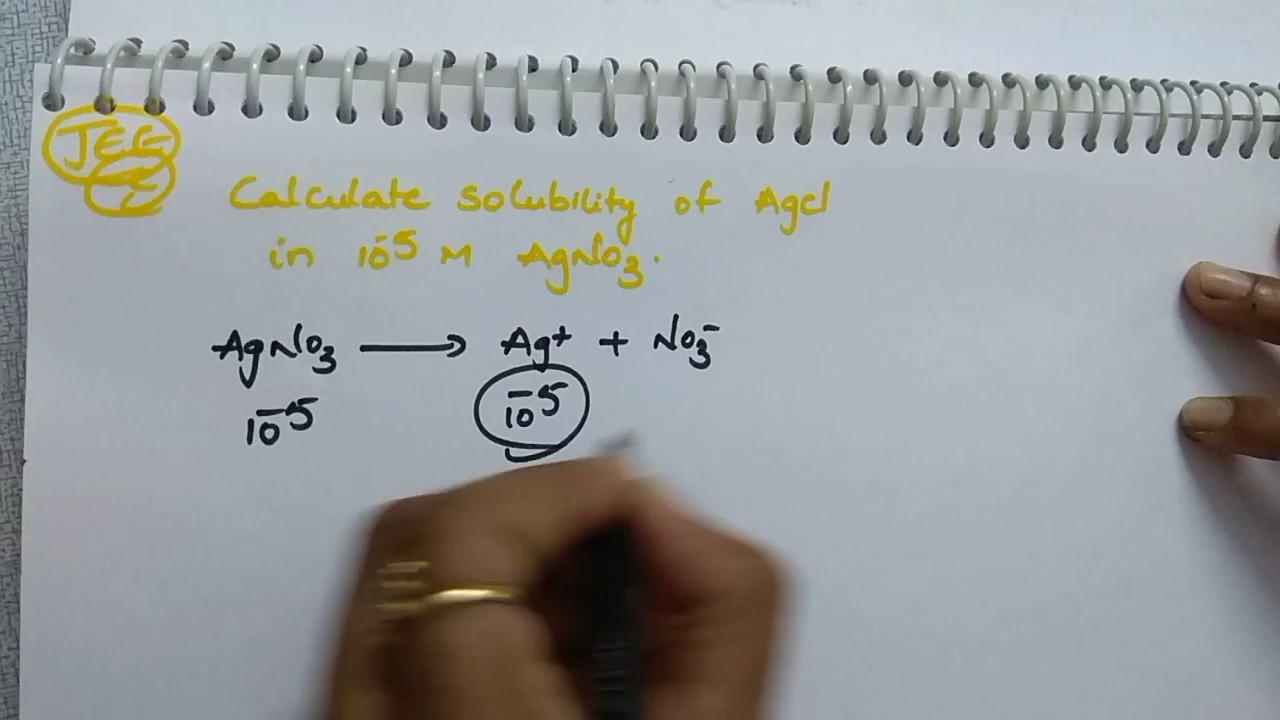 JEE
Calculate solubility of AgCl
in 10⁻⁵ M AgNO₃.
AgNO₃ ⟶ Ag⁺ + NO₃⁻
10⁻⁵ 10⁻⁵